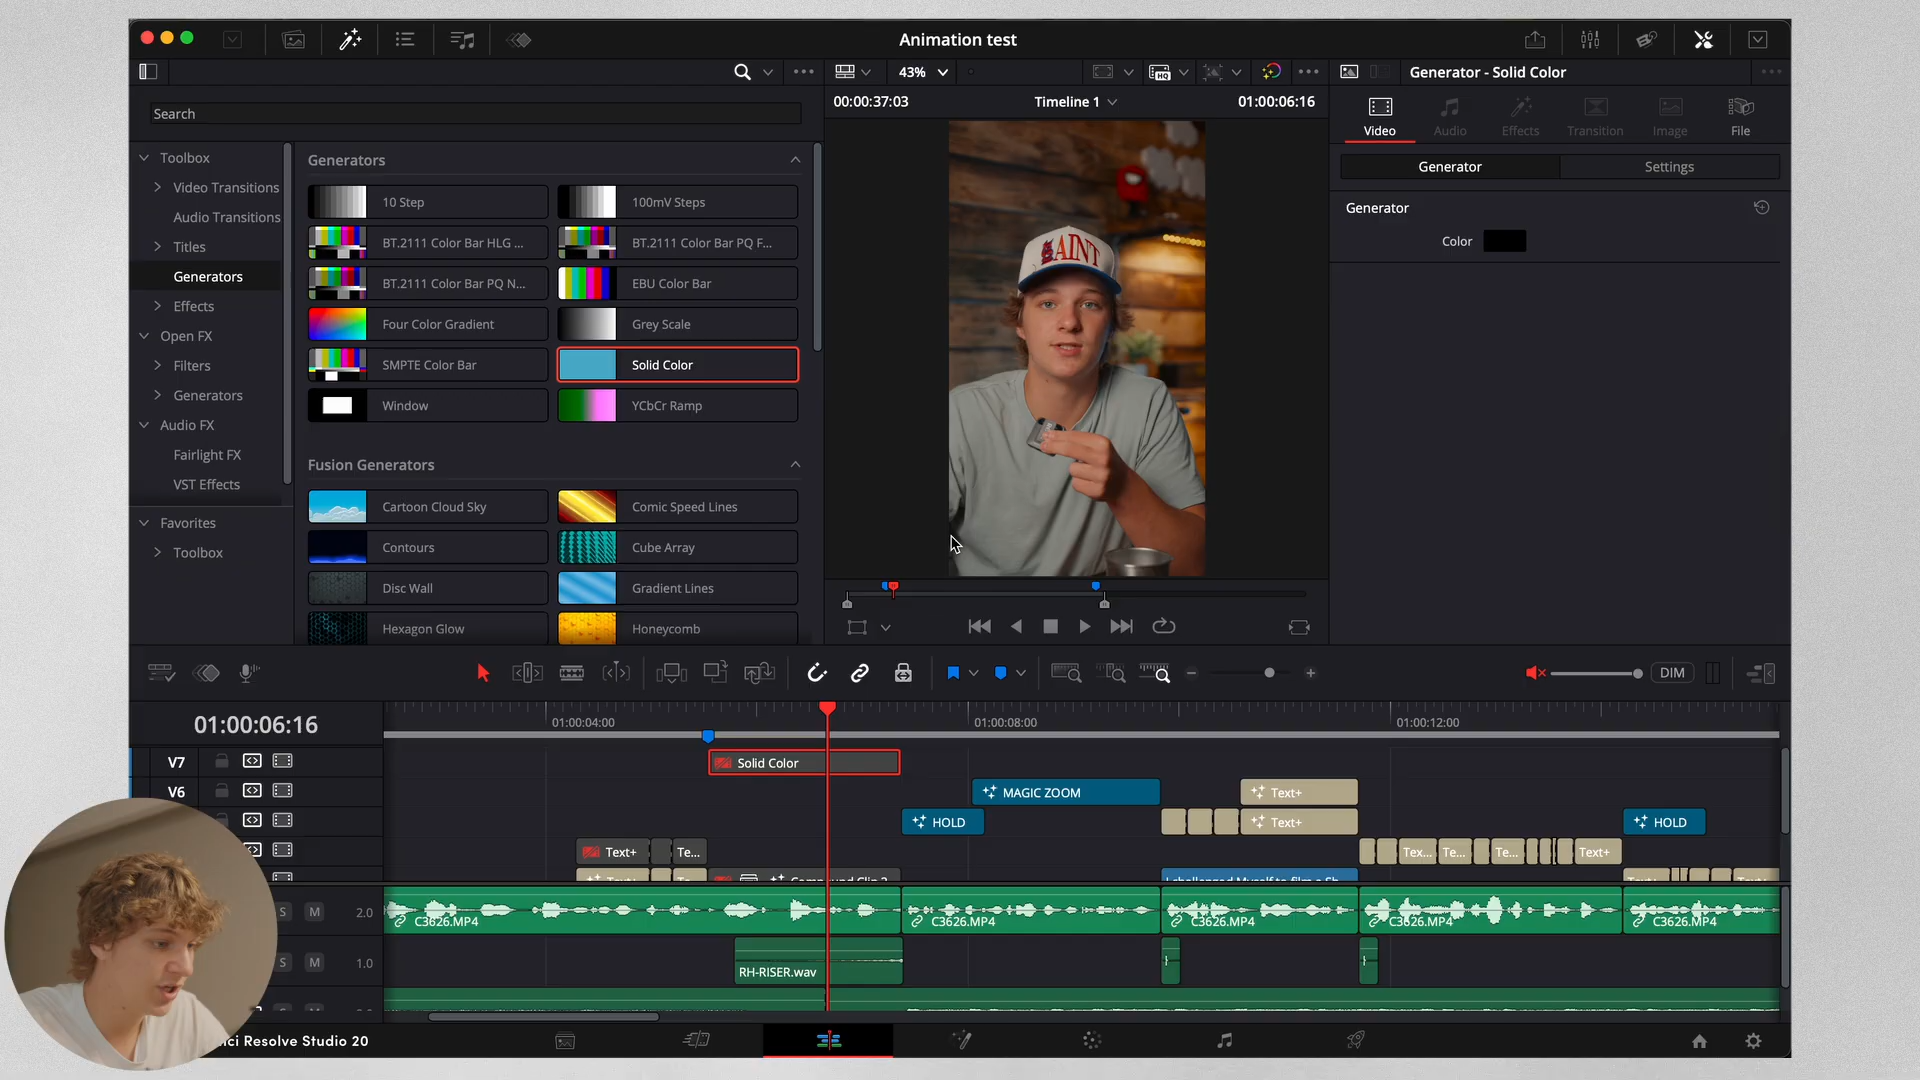 Animation test
43%
Generator - Solid Color
00:00:37:03
Timeline 1
01:00:06:16
Search
Video
Audio
Effects
Transition
Image
File
Generator
Settings
Generator
Color
Toolbox
Video Transitions
Audio Transitions
Titles
Generators
Effects
Open FX
Filters
Generators
Audio FX
Fairlight FX
VST Effects
Favorites
Toolbox
Generators
10 Step
100mV Steps
BT.2111 Color Bar HLG ...
BT.2111 Color Bar PQ F...
BT.2111 Color Bar PQ N...
EBU Color Bar
Four Color Gradient
Grey Scale
SMPTE Color Bar
Solid Color
Window
YCbCr Ramp
Fusion Generators
Cartoon Cloud Sky
Comic Speed Lines
Contours
Cube Array
Disc Wall
Gradient Lines
Hexagon Glow
Honeycomb
SAINT
HQ
DIM
01:00:06:16
01:00:04:00
01:00:08:00
01:00:12:00
V7
Solid Color
V6
MAGIC ZOOM
Text+
HOLD
Text+
HOLD
Text+
Te...
Tex...
Te...
Te...
Text+
S
M
2.0
C3626.MP4
C3626.MP4
C3626.MP4
C3626.MP4
C3626.MP4
S
M
1.0
RH-RISER.wav
ci Resolve Studio 20